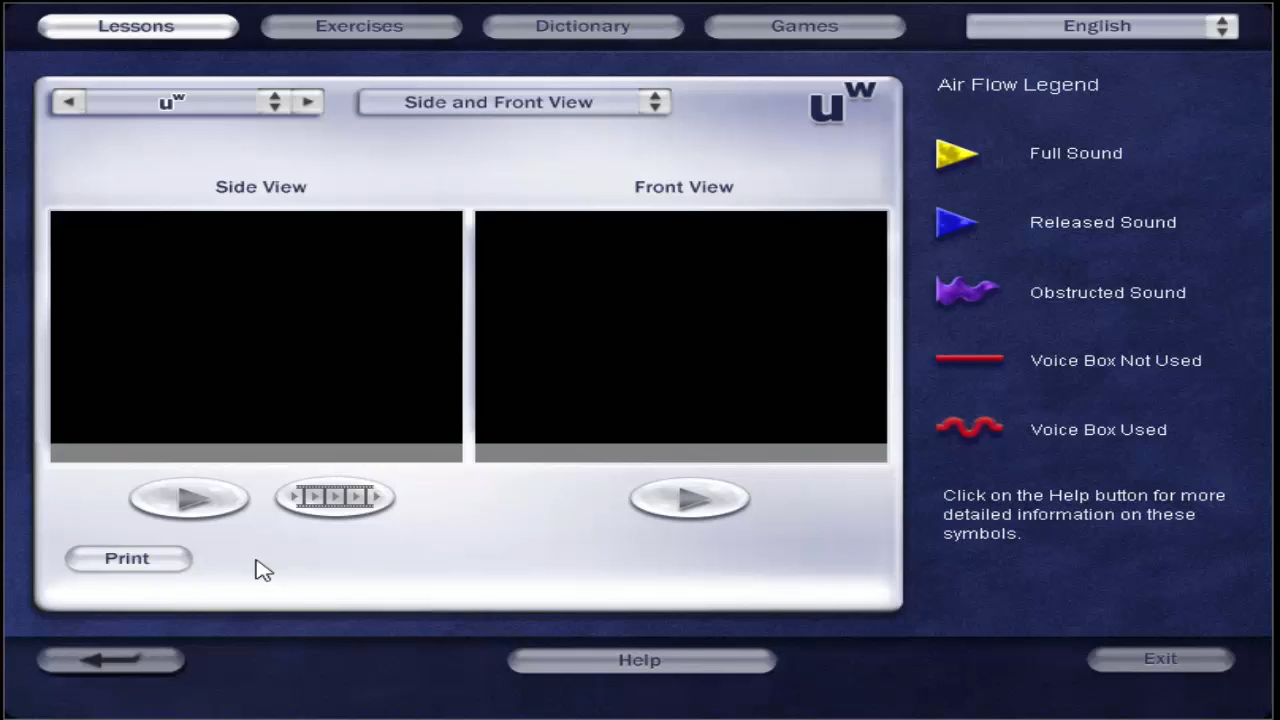 Lessons
Exercises
Dictionary
Games
English
uʷ
Side and Front View
uʷ
Side View
Front View
Print
Air Flow Legend
Full Sound
Released Sound
Obstructed Sound
Voice Box Not Used
Voice Box Used
Click on the Help button for more
detailed information on these
symbols.
Help
Exit